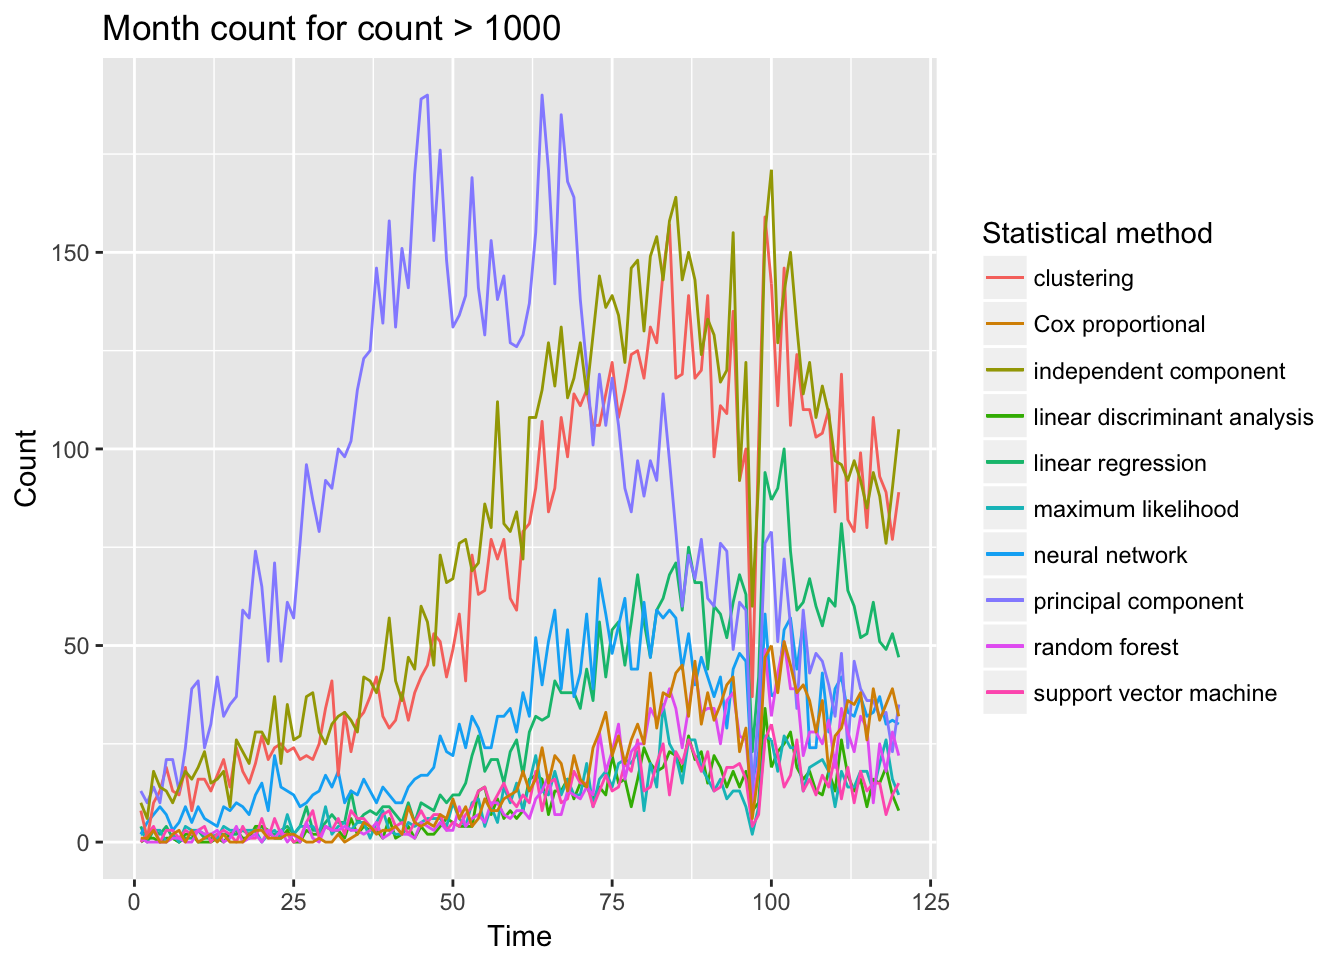 Month count for count > 1000
Count
150
100
50
0
0
25
50
75
100
125
Time
Statistical method
clustering
Cox proportional
independent component
linear discriminant analysis
linear regression
maximum likelihood
neural network
principal component
random forest
support vector machine